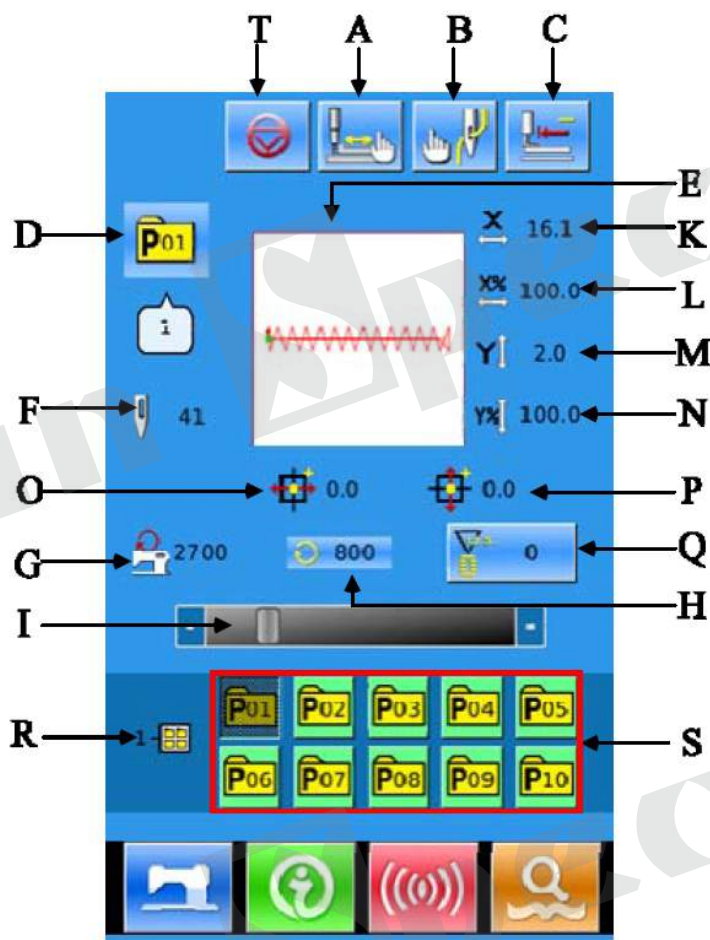 T A B C
E
D P01 X 16.1 K
X% 100.0 L
i Y 2.0 M
F 41 Y% 100.0 N
O 0.0 0.0 P
G 2700 800 0 Q
H
I
R 1- P01 P02 P03 P04 P05 S
P06 P07 P08 P09 P10